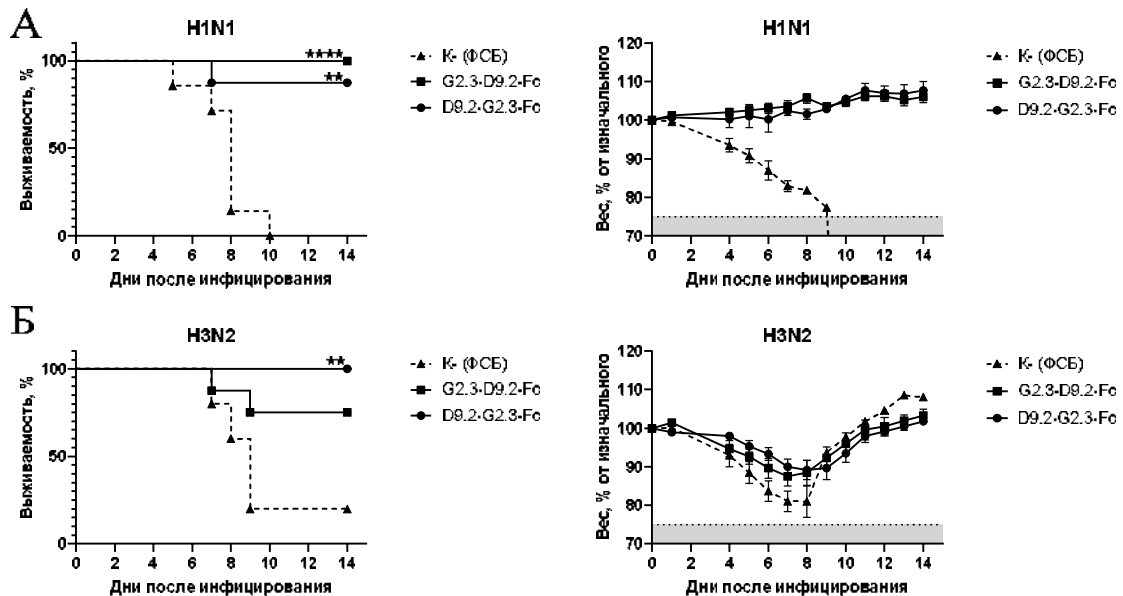 А
H1N1
Выживаемость, %
100
50
0
****
**
0 2 4 6 8 10 12 14
Дни после инфицирования
К- (ФСБ)
G2.3-D9.2-Fc
D9.2-G2.3-Fc
H1N1
Вес, % от изначального
120
110
100
90
80
70
0 2 4 6 8 10 12 14
Дни после инфицирования
К- (ФСБ)
G2.3-D9.2-Fc
D9.2-G2.3-Fc
Б
H3N2
Выживаемость, %
100
50
0
**
0 2 4 6 8 10 12 14
Дни после инфицирования
К- (ФСБ)
G2.3-D9.2-Fc
D9.2-G2.3-Fc
H3N2
Вес, % от изначального
120
110
100
90
80
70
0 2 4 6 8 10 12 14
Дни после инфицирования
К- (ФСБ)
G2.3-D9.2-Fc
D9.2-G2.3-Fc